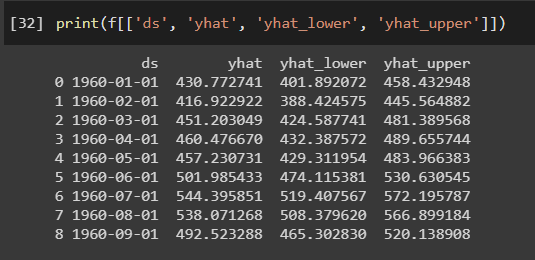 [32] print(f[['ds', 'yhat', 'yhat_lower', 'yhat_upper']])
ds yhat yhat_lower yhat_upper
0 1960-01-01 430.772741 401.892072 458.432948
1 1960-02-01 416.922922 388.424575 445.564882
2 1960-03-01 451.203049 424.587741 481.389568
3 1960-04-01 460.476670 432.387572 489.655744
4 1960-05-01 457.230731 429.311954 483.966383
5 1960-06-01 501.985433 474.115381 530.630545
6 1960-07-01 544.395851 519.407567 572.195787
7 1960-08-01 538.071268 508.379620 566.899184
8 1960-09-01 492.523288 465.302830 520.138908